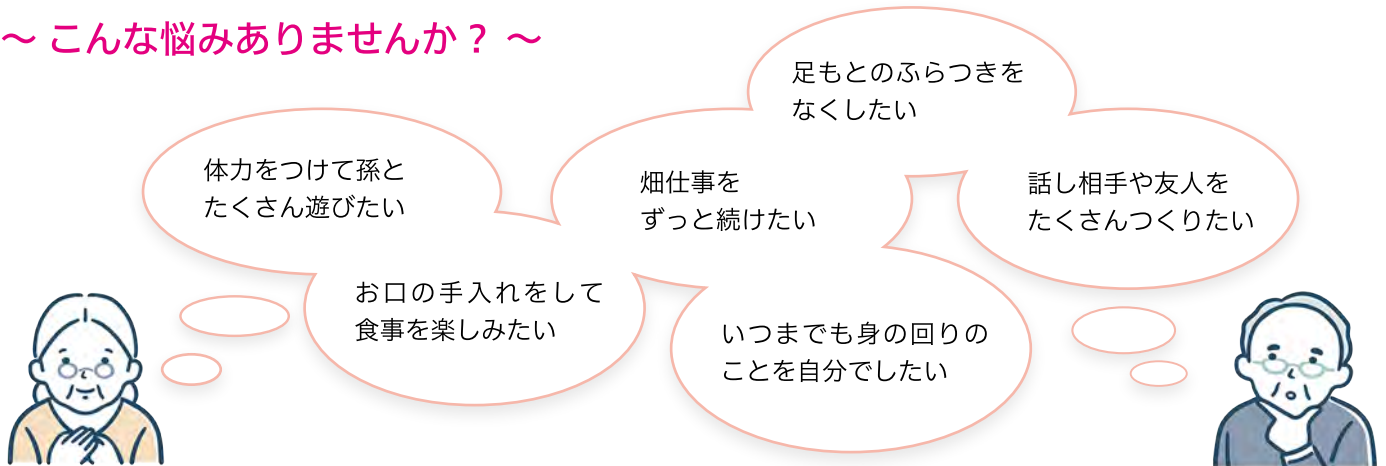 ～ こんな悩みありませんか？ ～
足もとのふらつきを
なくしたい
体力をつけて孫と
たくさん遊びたい
畑仕事を
ずっと続けたい
話し相手や友人を
たくさんつくりたい
お口の手入れをして
食事を楽しみたい
いつまでも身の回りの
ことを自分でしたい